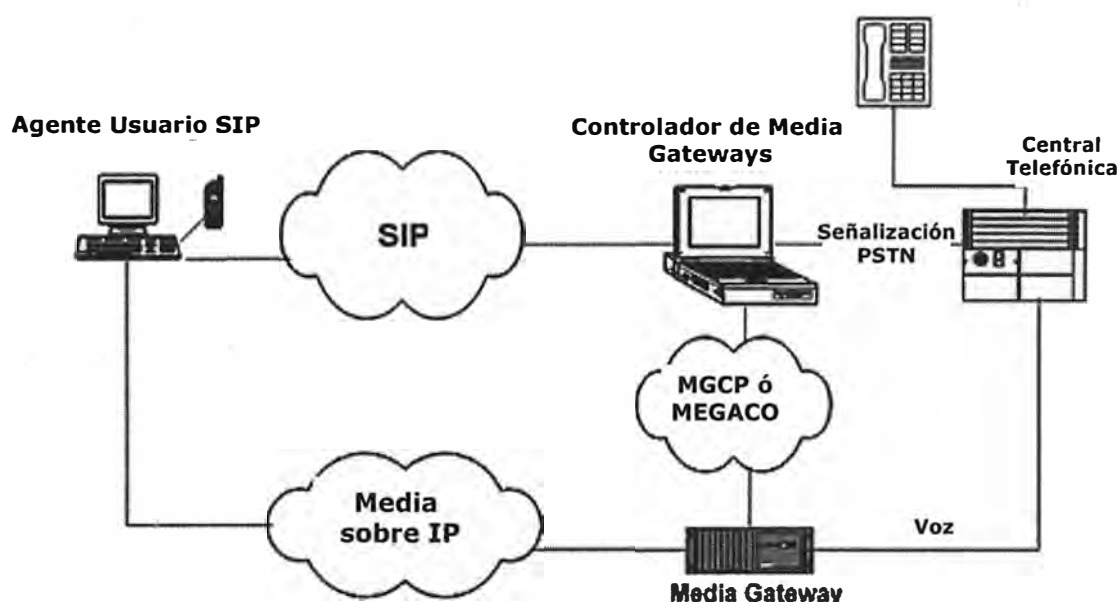 Agente Usuario SIP
Controlador de Media
Gateways
Central
Telefónica
SIP
Señalización
PSTN
MGCP ó
MEGACO
Media
sobre IP
Voz
Media Gateway